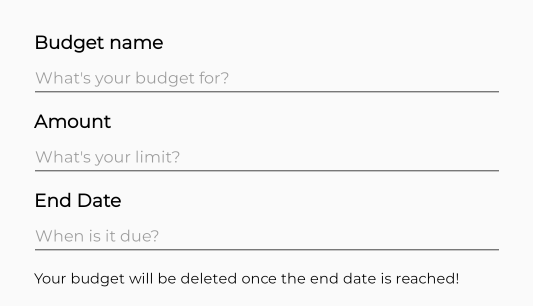 Budget name
What's your budget for?
Amount
What's your limit?
End Date
When is it due?
Your budget will be deleted once the end date is reached!